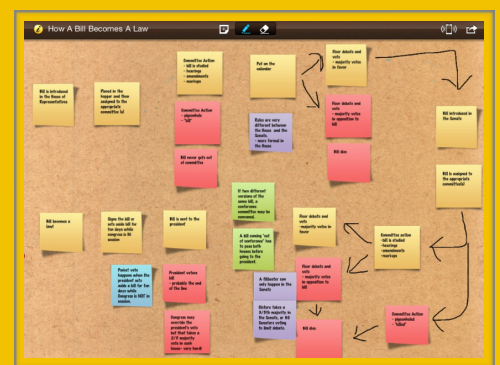 How A Bill Becomes A Law
Bill is introduced
in the House of
Representatives
Placed in the
hopper and then
assigned to the
appropriate
committee (s)
Committee Action
- bill is studied
- hearings
- amendments
- markups
Put on the
calendar
Floor debate and
vote
- majority votes in
favor
Committee Action
- pigeonhole
- "kill"
Rules are very
different between
the House and the
Senate.
- more formal in
the House
Floor debate and
vote
- majority votes
in opposition to
bill
Bill introduced in
the Senate
Bill never gets out
of committee
Bill dies
Bill is assigned to
the appropriate
committee(s)
Bill becomes a
law!
Signs the bill or
sets aside bill for
ten days while
congress is IN
session
Bill is sent to the
president
If two different
versions of the
same bill, a
conference
committee may be
convened.
Floor debate and
vote
- majority votes in
favor
Committee action
- bill is studied
- hearings
- amendments
- markups
A bill coming "out
of conference" has
to pass both
houses before
going to the
president.
Pocket veto
happens when the
president sets
aside a bill for ten
days while
Congress is NOT in
session.
President vetoes
bill
- probable end of
the line
A filibuster can
only happen in the
Senate
Floor debate and
vote
- majority votes
in opposition to
bill
Congress may
override the
president's veto
but that takes a
2/3 majority
vote in each
house- very hard!
Cloture takes a
3/5ths majority in
the Senate, or 60
Senators voting
to limit debate.
Bill dies
Committee Action
- pigeonholed
- "killed"